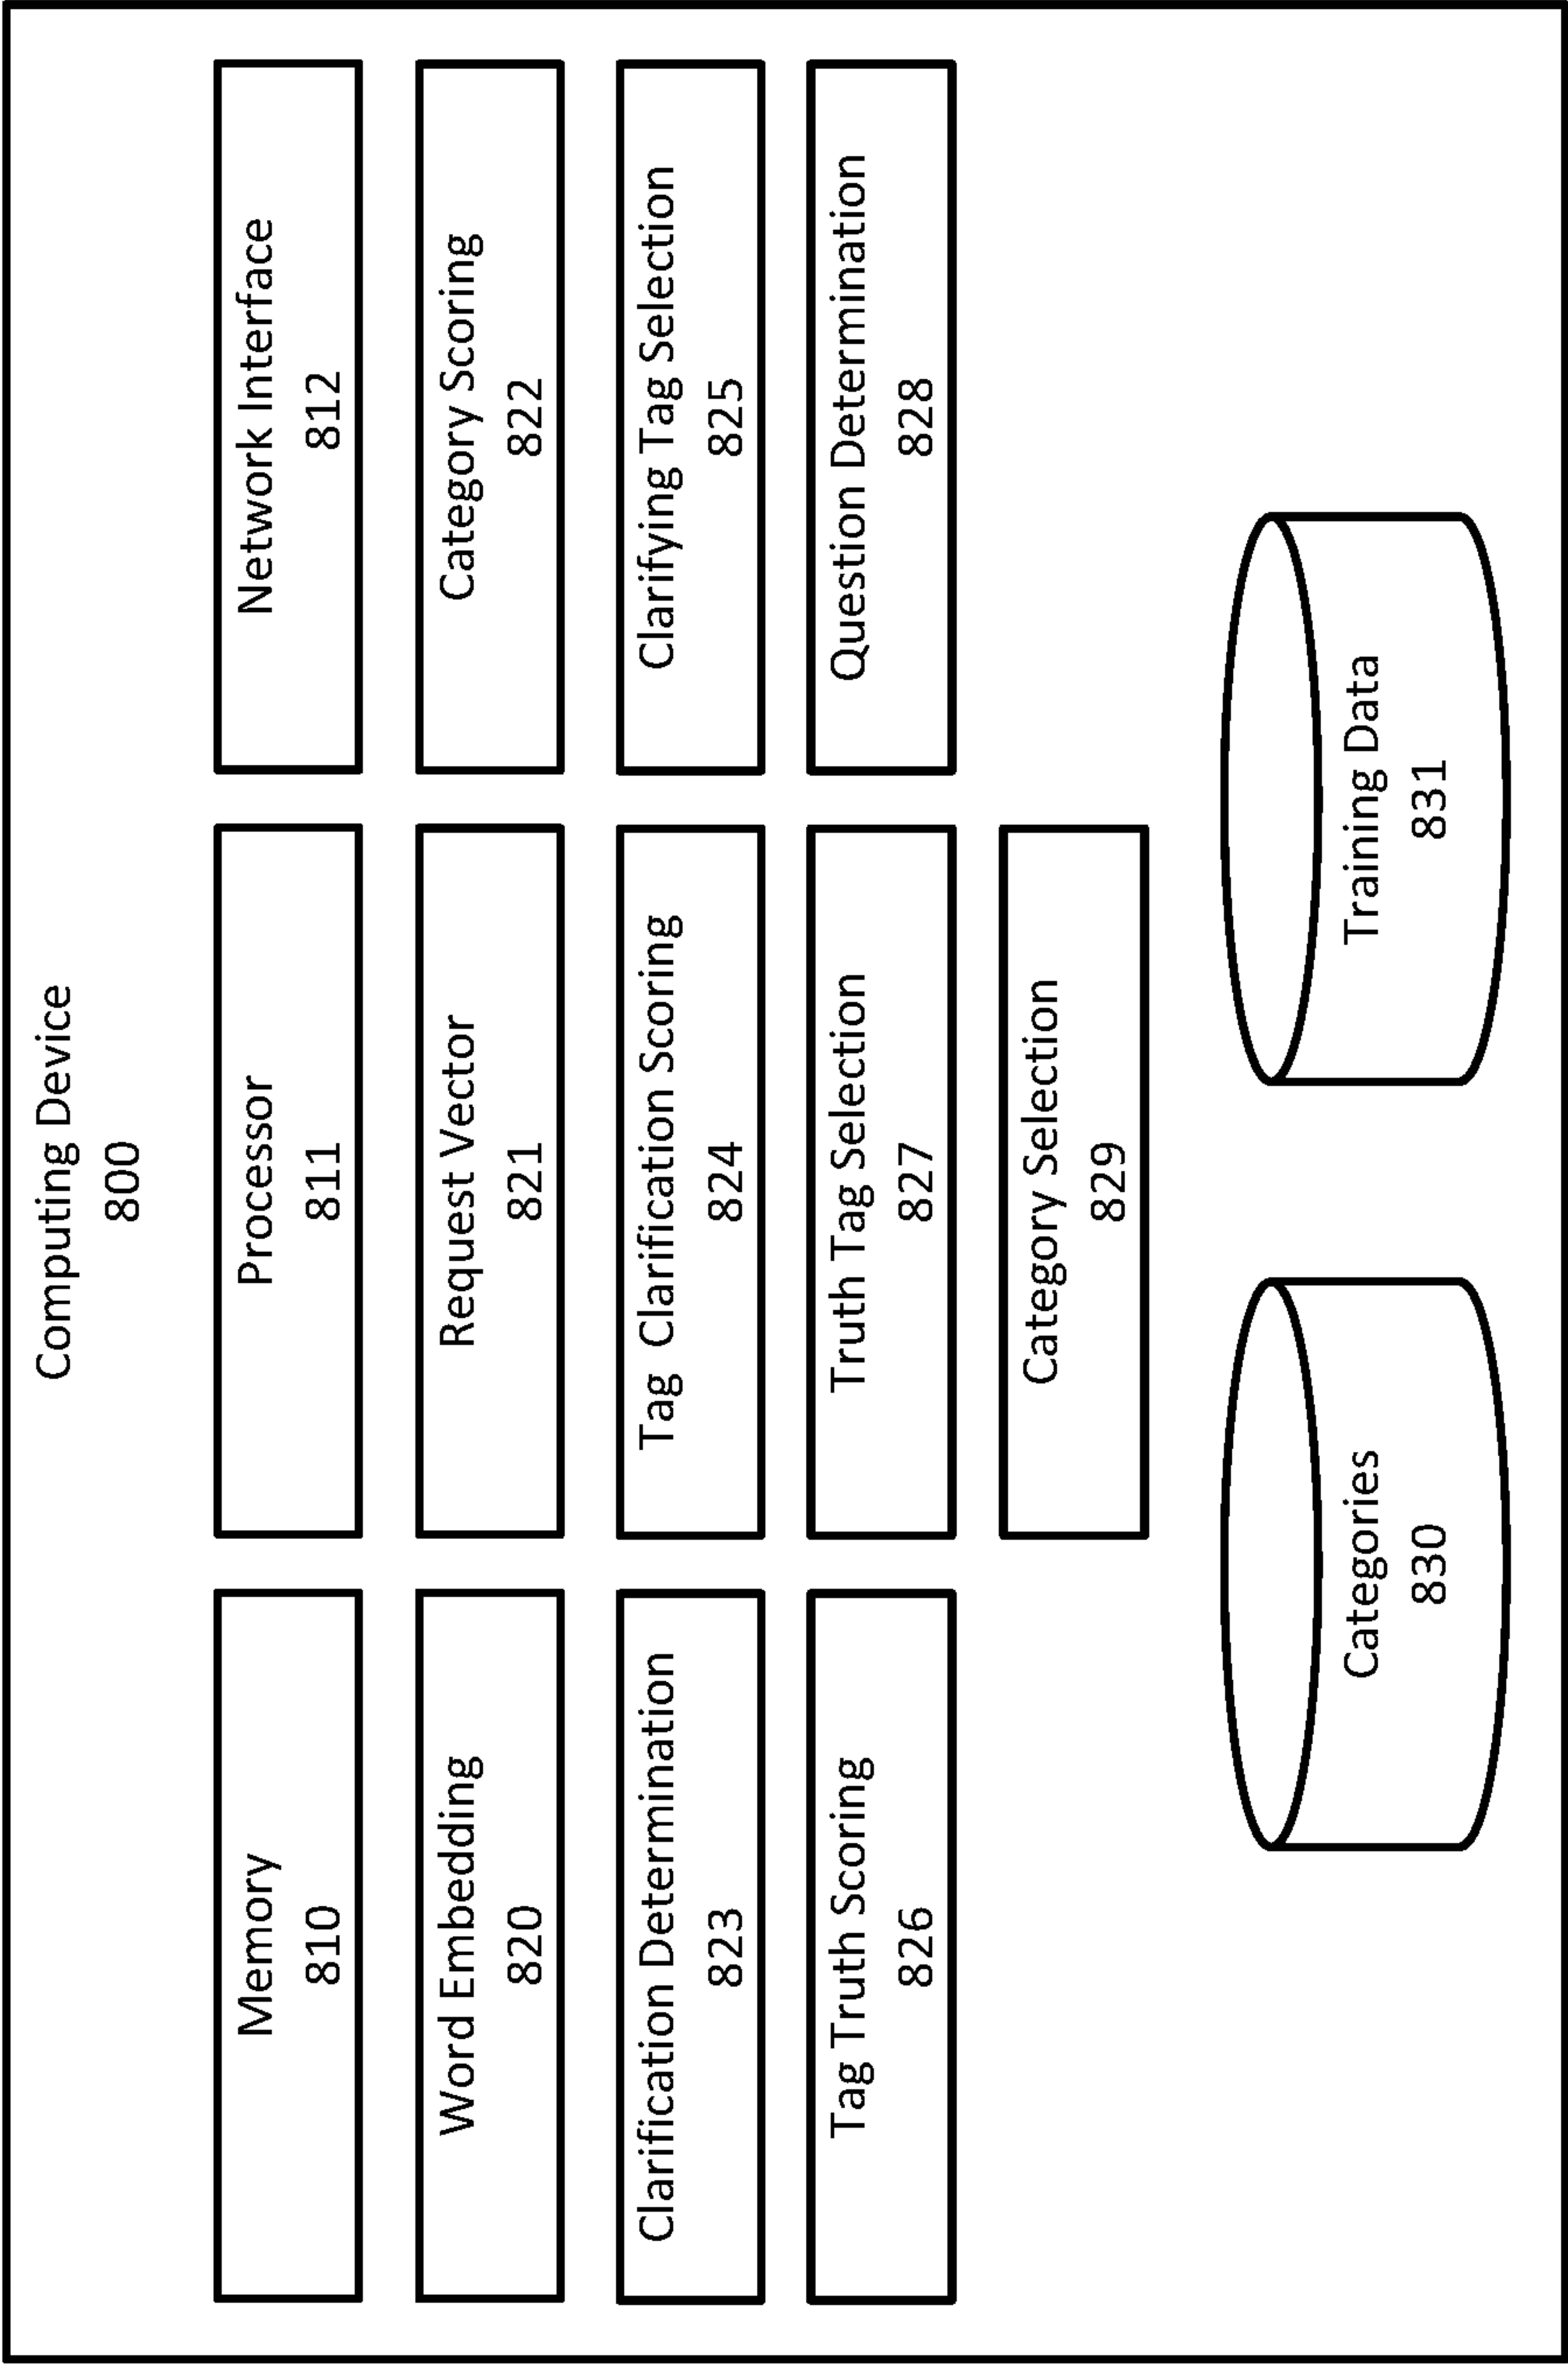 Computing Device
800
Memory
810
Processor
811
Network Interface
812
Word Embedding
820
Request Vector
821
Category Scoring
822
Clarification Determination
823
Tag Clarification Scoring
824
Clarifying Tag Selection
825
Tag Truth Scoring
826
Truth Tag Selection
827
Question Determination
828
Category Selection
829
Categories
830
Training Data
831